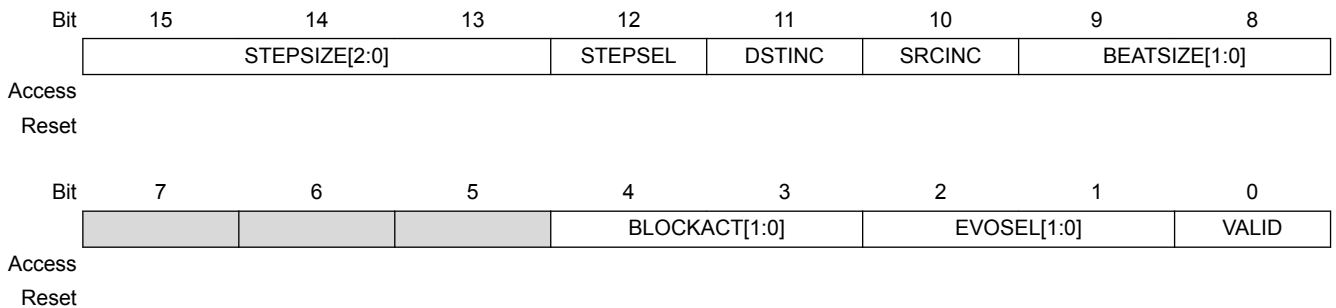 Bit 15 14 13 12 11 10 9 8
STEPSIZE[2:0] STEPSEL DSTINC SRCINC BEATSIZE[1:0]
Access
Reset
Bit 7 6 5 4 3 2 1 0
BLOCKACT[1:0] EVOSEL[1:0] VALID
Access
Reset